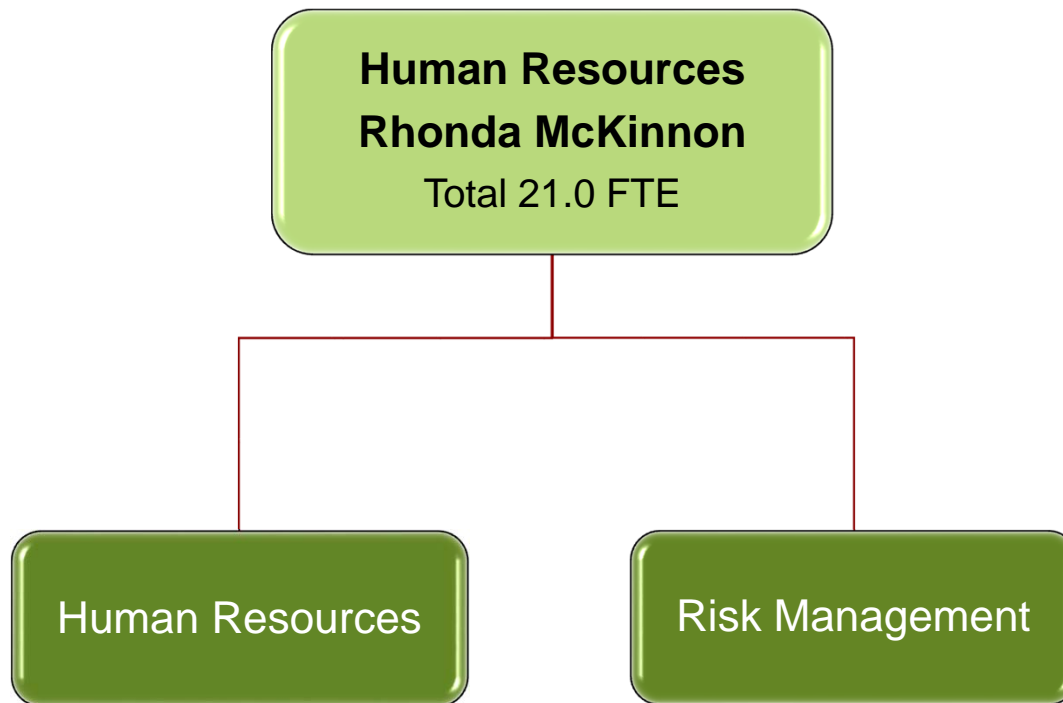 Human Resources
Rhonda McKinnon
Total 21.0 FTE
Human Resources
Risk Management